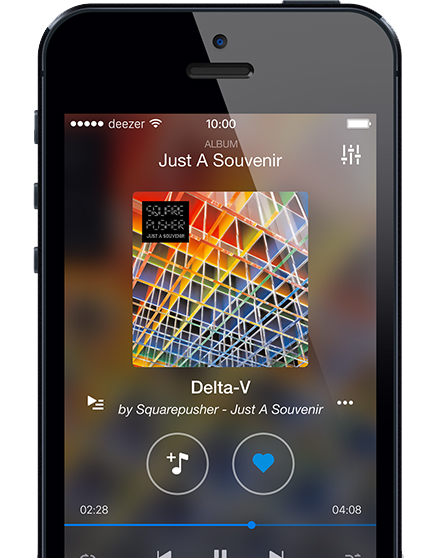 deezer 10:00
ALBUM
Just A Souvenir
SQUARE
PUSHER
JUST A SOUVENIR
Delta-V
by Squarepusher - Just A Souvenir
02:28 04:08